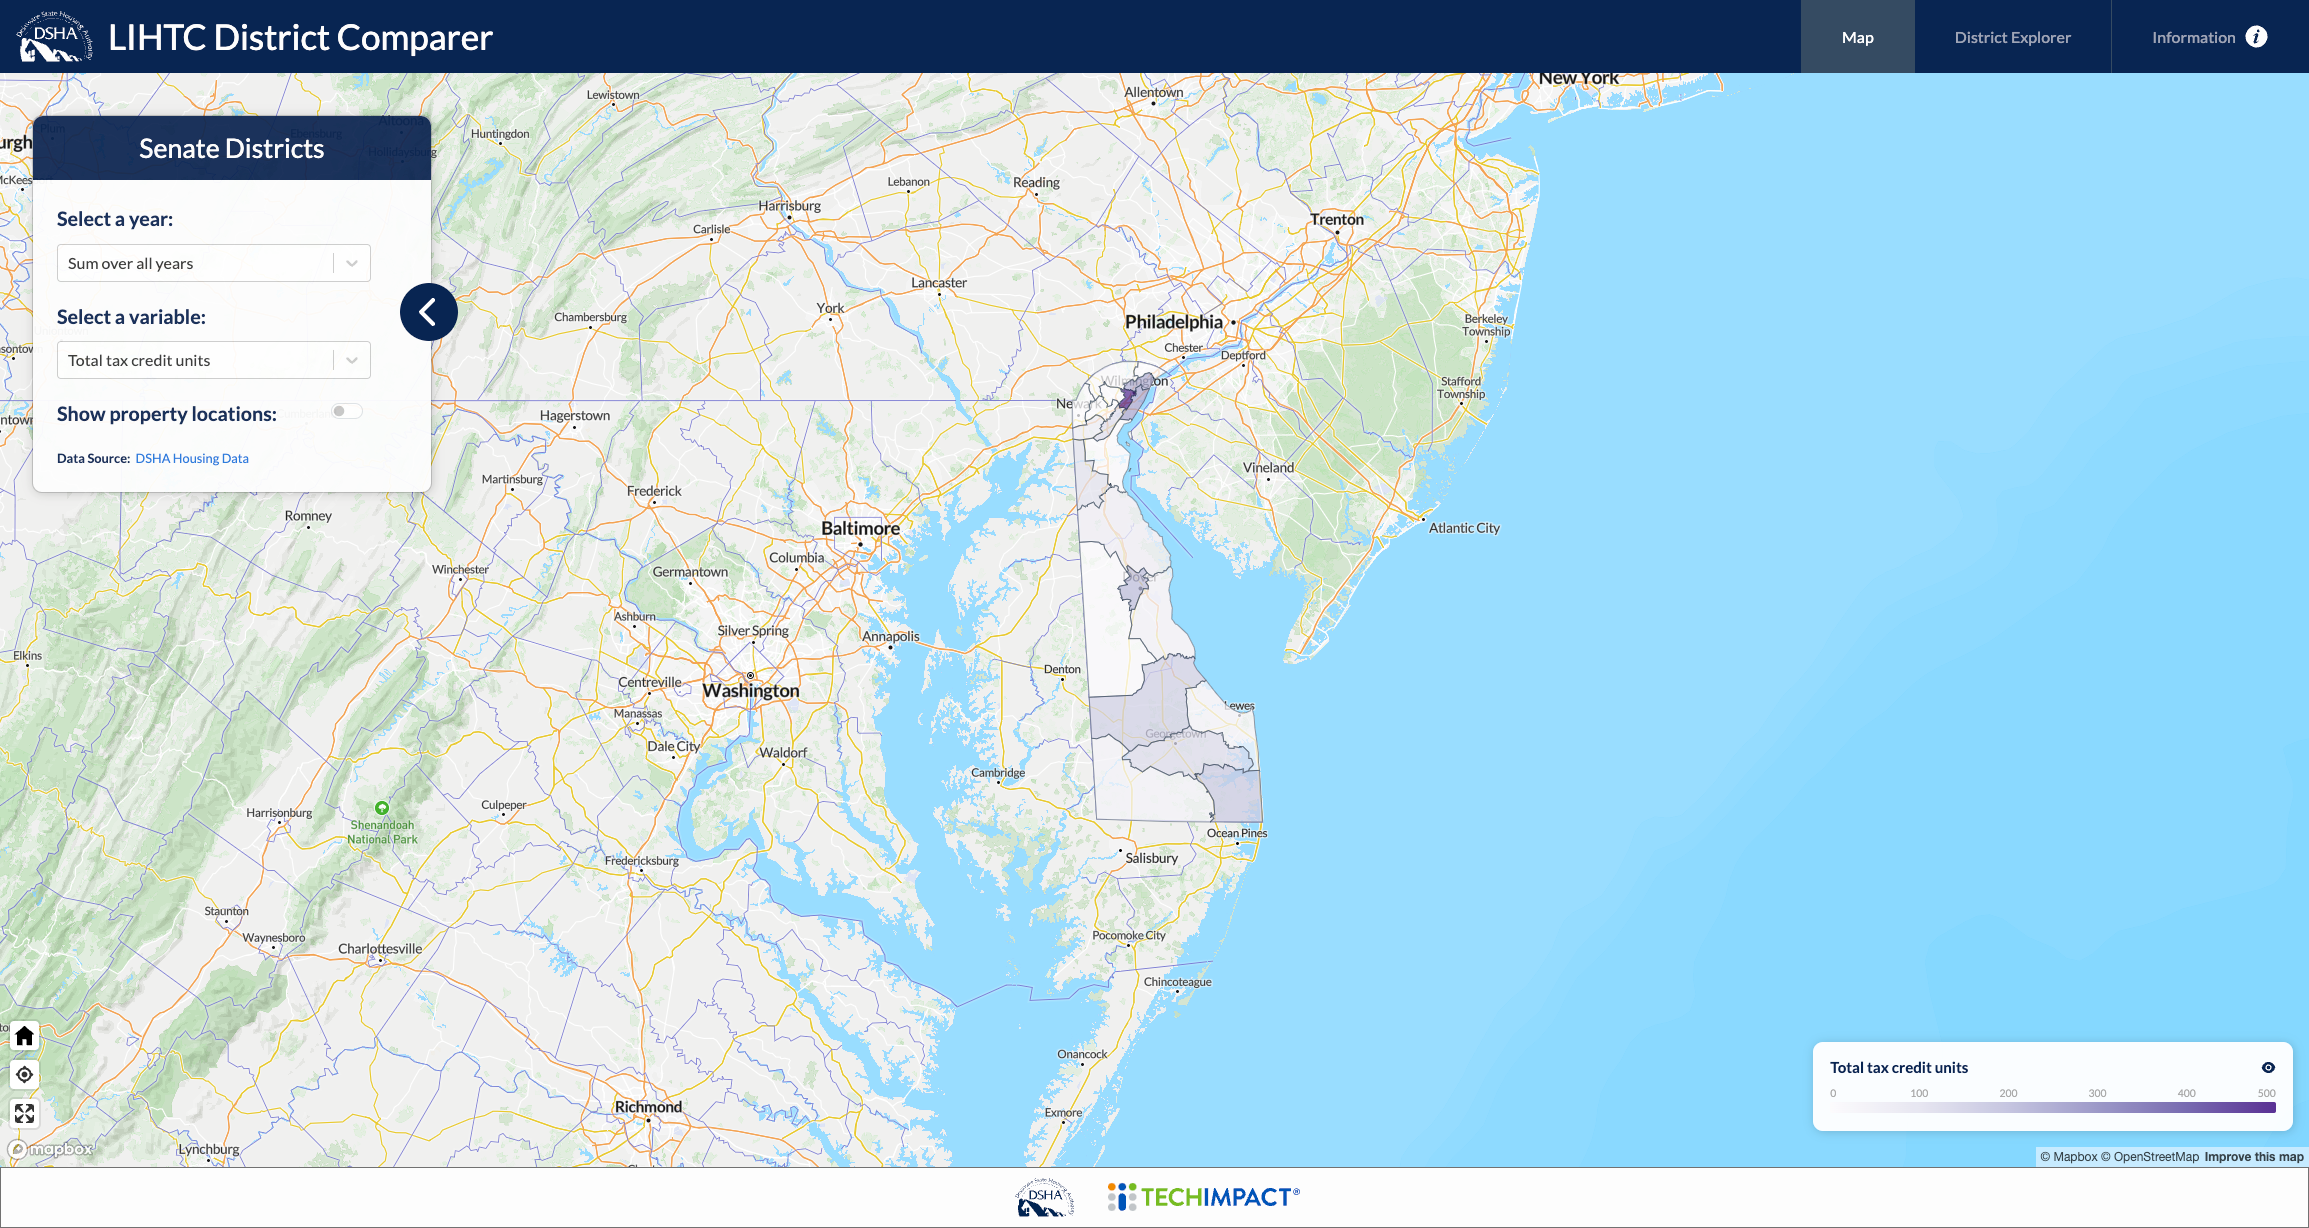 DSHA
LIHTC District Comparer
Map
District Explorer
Information
Senate Districts
Select a year:
Sum over all years
Select a variable:
Total tax credit units
Show property locations:
Data Source: DSHA Housing Data
New York
Allentown
Lewistown
Huntingdon
Lebanon
Reading
Harrisburg
Carlisle
Trenton
Lancaster
York
Chambersburg
Philadelphia
Berkeley
Township
Chester
Deptford
Wilmington
Stafford
Township
Newark
Hagerstown
Vineland
Martinsburg
Frederick
Romney
Baltimore
Atlantic City
Columbia
Winchester
Germantown
Dover
Ashburn
Silver Spring
Annapolis
Elkins
Denton
Centreville
Washington
Lewes
Manassas
Georgetown
Dale City
Waldorf
Cambridge
Culpeper
Harrisonburg
Shenandoah
National Park
Ocean Pines
Salisbury
Fredericksburg
Staunton
Waynesboro
Charlottesville
Pocomoke City
Chincoteague
Onancock
Richmond
Exmore
Lynchburg
mapbox
Total tax credit units
0 100 200 300 400 500
© Mapbox © OpenStreetMap Improve this map
DSHA
TECHIMPACT®